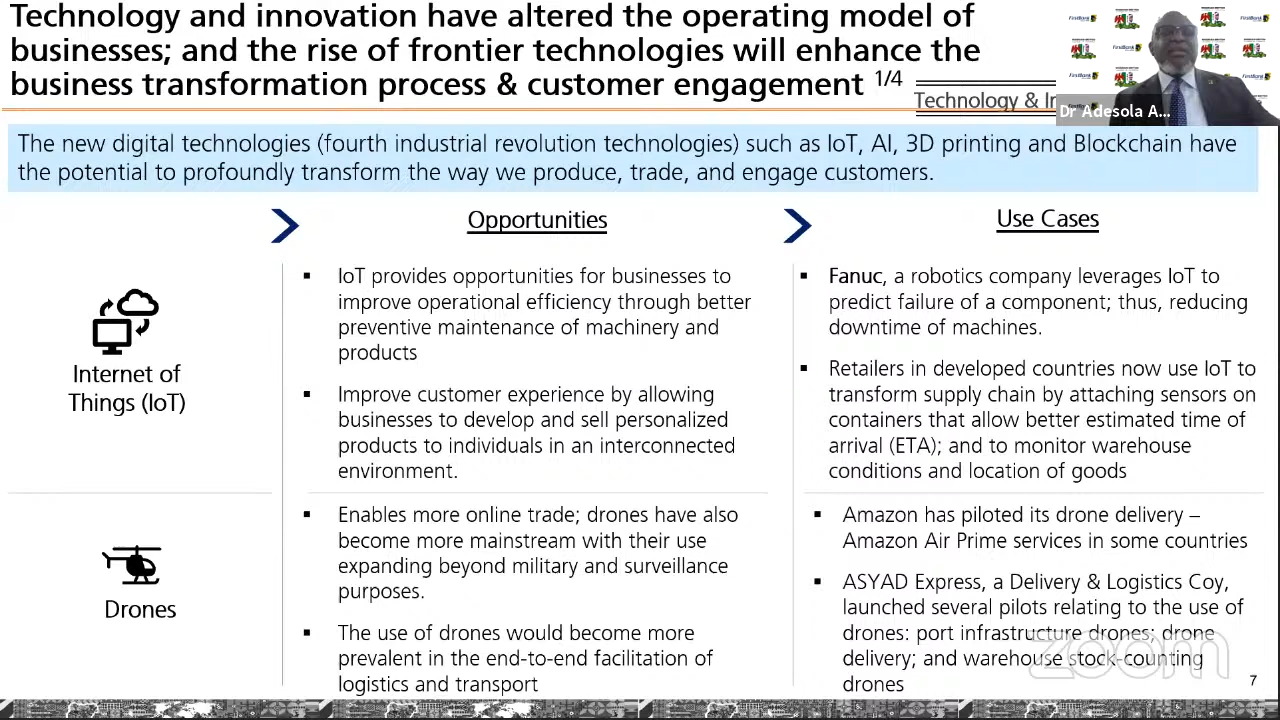 Technology and innovation have altered the operating model of
businesses; and the rise of frontier technologies will enhance the
business transformation process & customer engagement 1/4
Technology & I
Dr Adesola A...
FirstBank
The new digital technologies (fourth industrial revolution technologies) such as IoT, AI, 3D printing and Blockchain have
the potential to profoundly transform the way we produce, trade, and engage customers.
Opportunities
Use Cases
Internet of
Things (IoT)
▪ IoT provides opportunities for businesses to
improve operational efficiency through better
preventive maintenance of machinery and
products
▪ Improve customer experience by allowing
businesses to develop and sell personalized
products to individuals in an interconnected
environment.
▪ Fanuc, a robotics company leverages IoT to
predict failure of a component; thus, reducing
downtime of machines.
▪ Retailers in developed countries now use IoT to
transform supply chain by attaching sensors on
containers that allow better estimated time of
arrival (ETA); and to monitor warehouse
conditions and location of goods
Drones
▪ Enables more online trade; drones have also
become more mainstream with their use
expanding beyond military and surveillance
purposes.
▪ The use of drones would become more
prevalent in the end-to-end facilitation of
logistics and transport
▪ Amazon has piloted its drone delivery –
Amazon Air Prime services in some countries
▪ ASYAD Express, a Delivery & Logistics Coy,
launched several pilots relating to the use of
drones: port infrastructure drones; drone
delivery; and warehouse stock-counting
drones
zoom
7